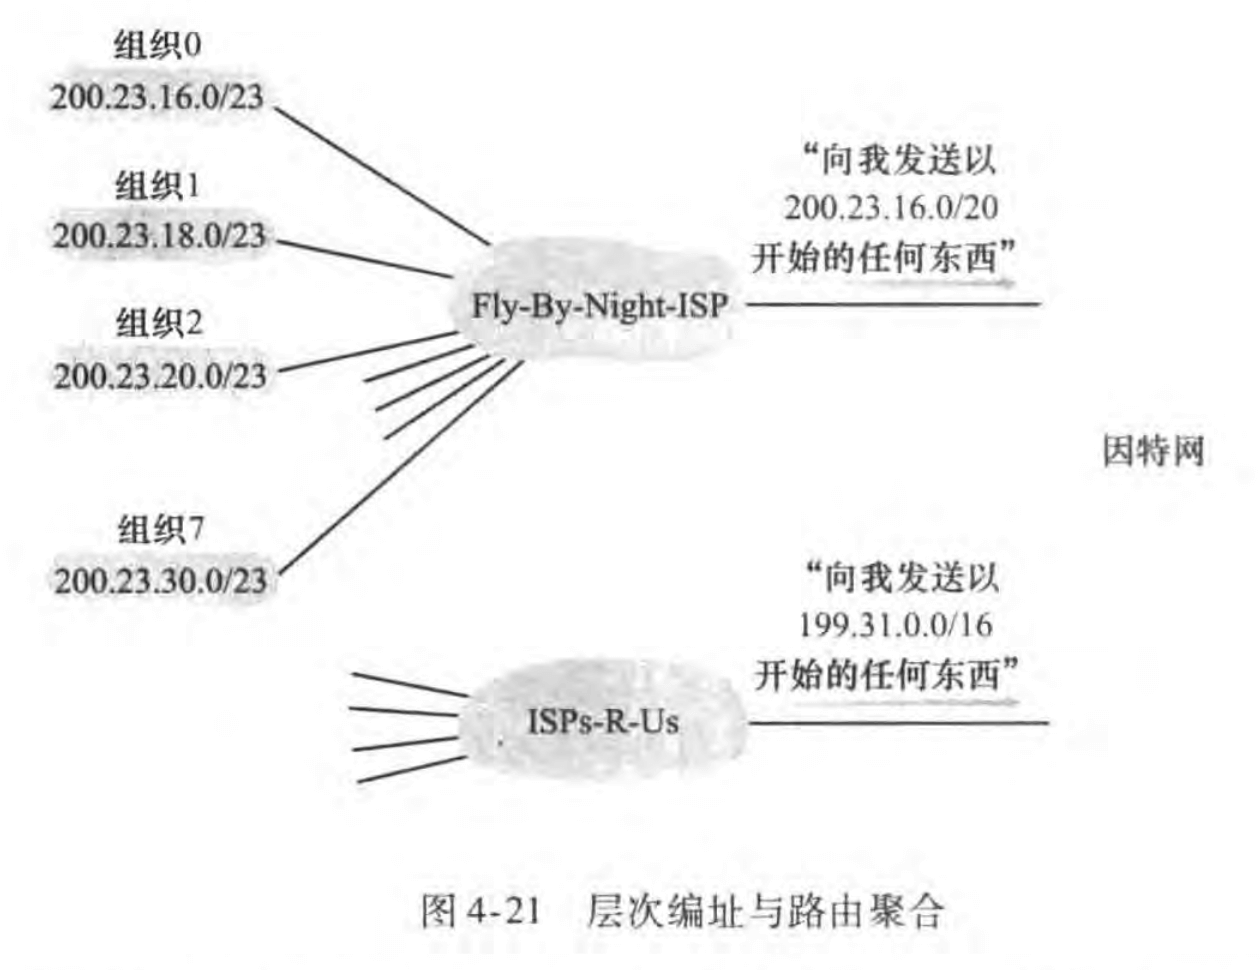 组织0
200.23.16.0/23
组织1
200.23.18.0/23
组织2
200.23.20.0/23
组织7
200.23.30.0/23
Fly-By-Night-ISP
“向我发送以
200.23.16.0/20
开始的任何东西”
因特网
ISPs-R-Us
“向我发送以
199.31.0.0/16
开始的任何东西”
图4-21 层次编址与路由聚合